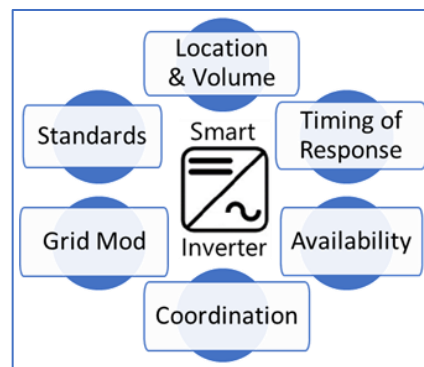 Location
& Volume
Standards
Smart
Timing of
Response
Grid Mod
Inverter
Availability
Coordination